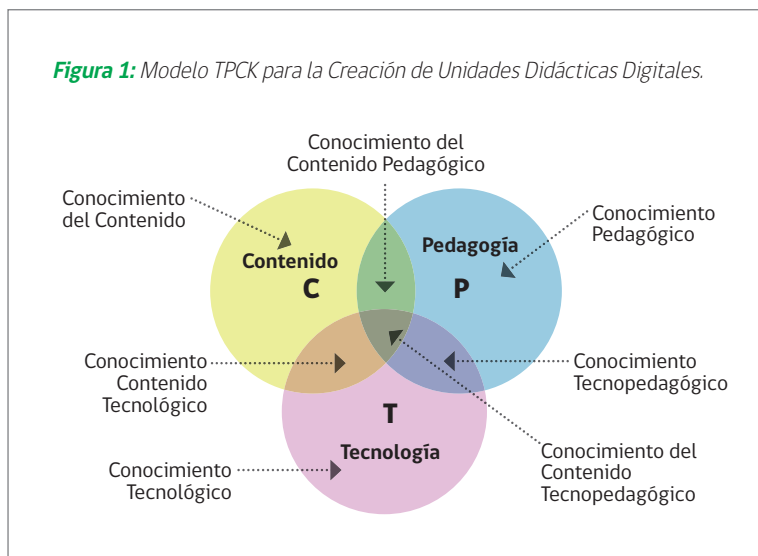 Figura 1: Modelo TPCK para la Creación de Unidades Didácticas Digitales.
Conocimiento del
Contenido Pedagógico
Conocimiento
del Contenido
Conocimiento
Pedagógico
Contenido
C
Pedagogía
P
Conocimiento
Contenido
Tecnológico
Conocimiento
Tecnopedagógico
T
Tecnología
Conocimiento
Tecnológico
Conocimiento del
Contenido
Tecnopedagógico